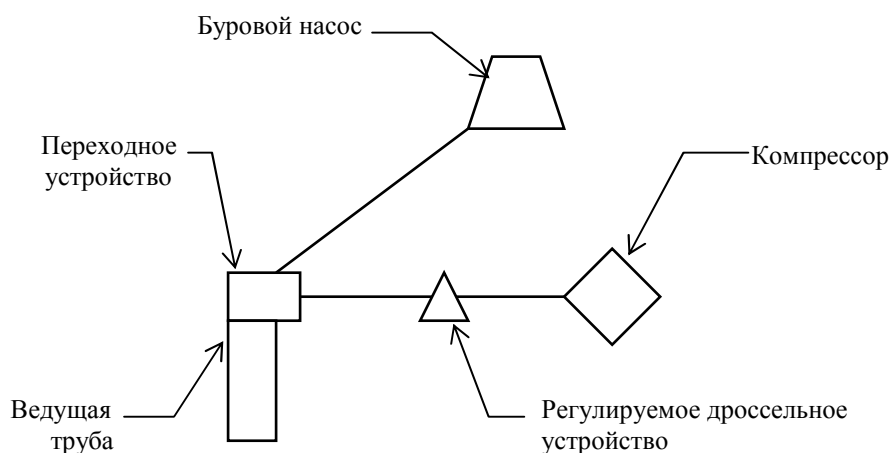 Буровой насос
Переходное
устройство
Компрессор
Ведущая
труба
Регулируемое дроссельное
устройство